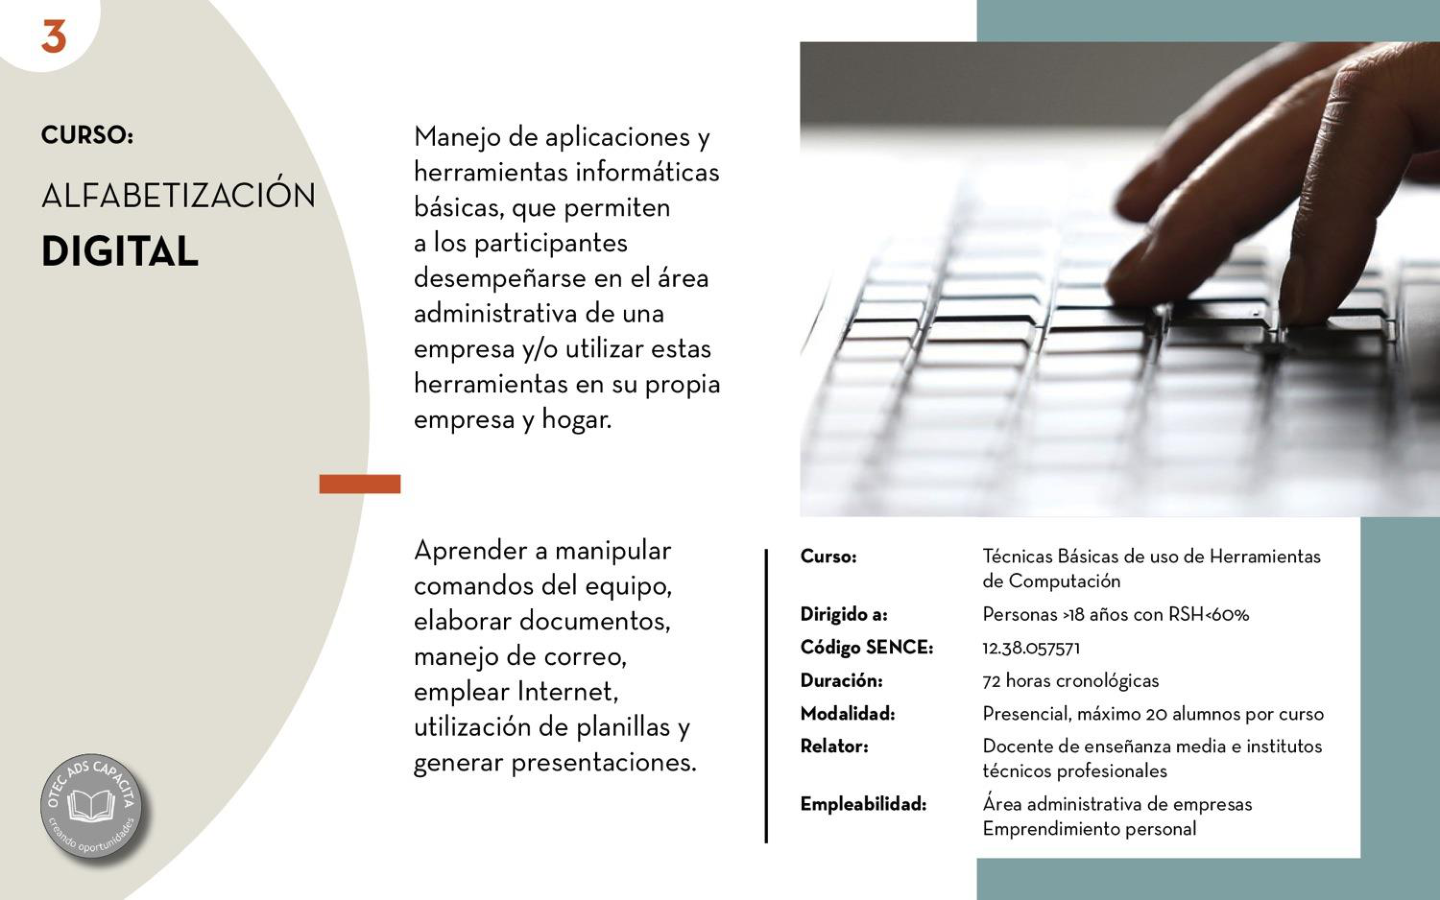 3
CURSO:
ALFABETIZACIÓN
DIGITAL
Manejo de aplicaciones y
herramientas informáticas
básicas, que permiten
a los participantes
desempeñarse en el área
administrativa de una
empresa y/o utilizar estas
herramientas en su propia
empresa y hogar.
Aprender a manipular
comandos del equipo,
elaborar documentos,
manejo de correo,
emplear Internet,
utilización de planillas y
generar presentaciones.
Curso: Técnicas Básicas de uso de Herramientas
de Computación
Dirigido a: Personas >18 años con RSH<60%
Código SENCE: 12.38.057571
Duración: 72 horas cronológicas
Modalidad: Presencial, máximo 20 alumnos por curso
Relator: Docente de enseñanza media e institutos
técnicos profesionales
Empleabilidad: Área administrativa de empresas
Emprendimiento personal
OTEC ADS CAPACITA
creando oportunidades